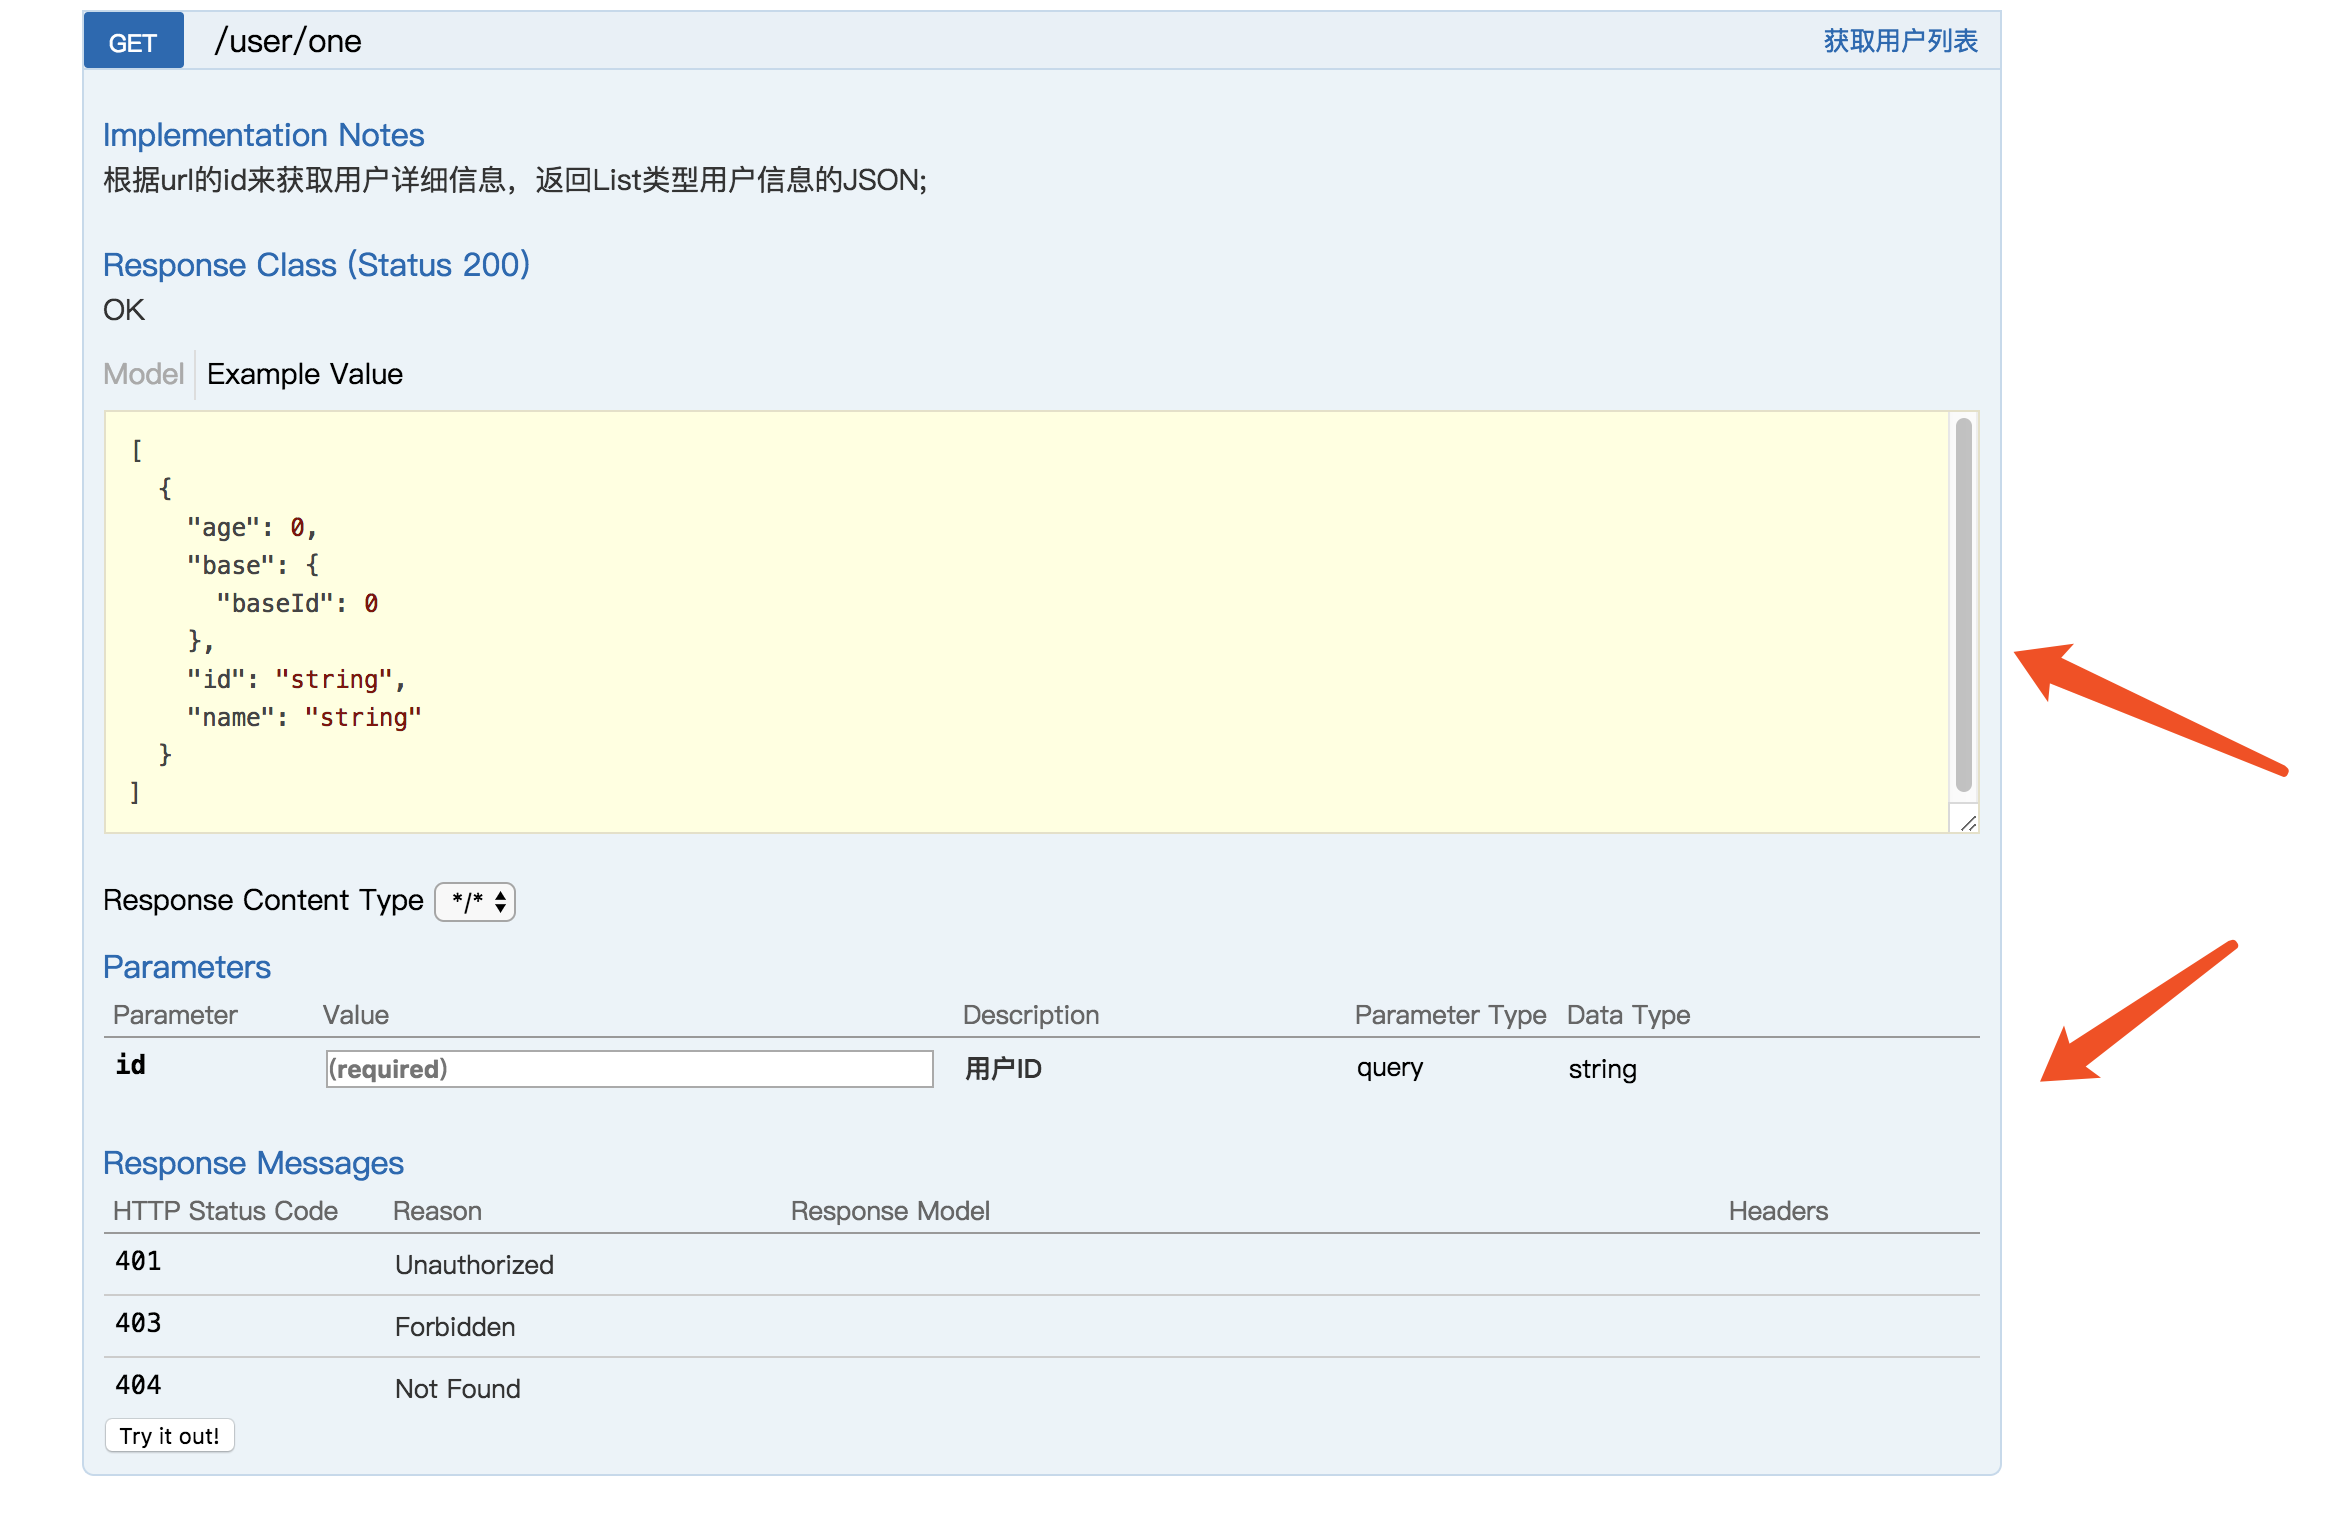 GET /user/one 获取用户列表
Implementation Notes
根据url的id来获取用户详细信息，返回List类型用户信息的JSON;
Response Class (Status 200)
OK
Model Example Value
[
  {
    "age": 0,
    "base": {
      "baseId": 0
    },
    "id": "string",
    "name": "string"
  }
]
Response Content Type */*
Parameters
Parameter Value Description Parameter Type Data Type
id (required) 用户ID query string
Response Messages
HTTP Status Code Reason Response Model Headers
401 Unauthorized
403 Forbidden
404 Not Found
Try it out!